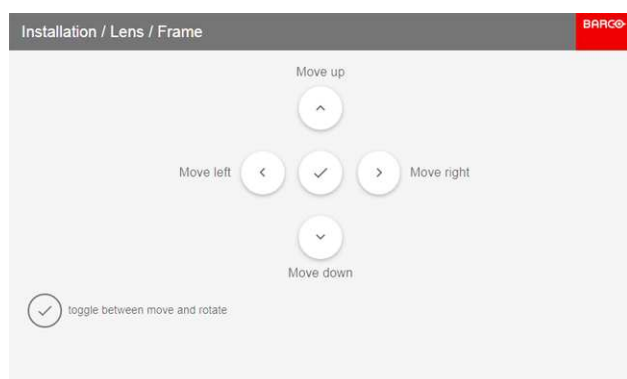 Installation / Lens / Frame
BARCO
Move up
Move left
Move right
Move down
toggle between move and rotate